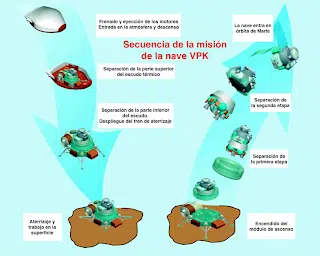 Frenado y ejección de los motores
Entrada en la atmósfera y descenso
Secuencia de la misión
de la nave VPK
La nave entra en
órbita de Marte
Separación de la parte superior
del escudo térmico
Separación de
la segunda etapa
Separación de la parte inferior
del escudo.
Despliegue del tren de aterrizaje
Separación de
la primera etapa
Aterrizaje y
trabajo en la
superficie
Encendido del
módulo de ascenso